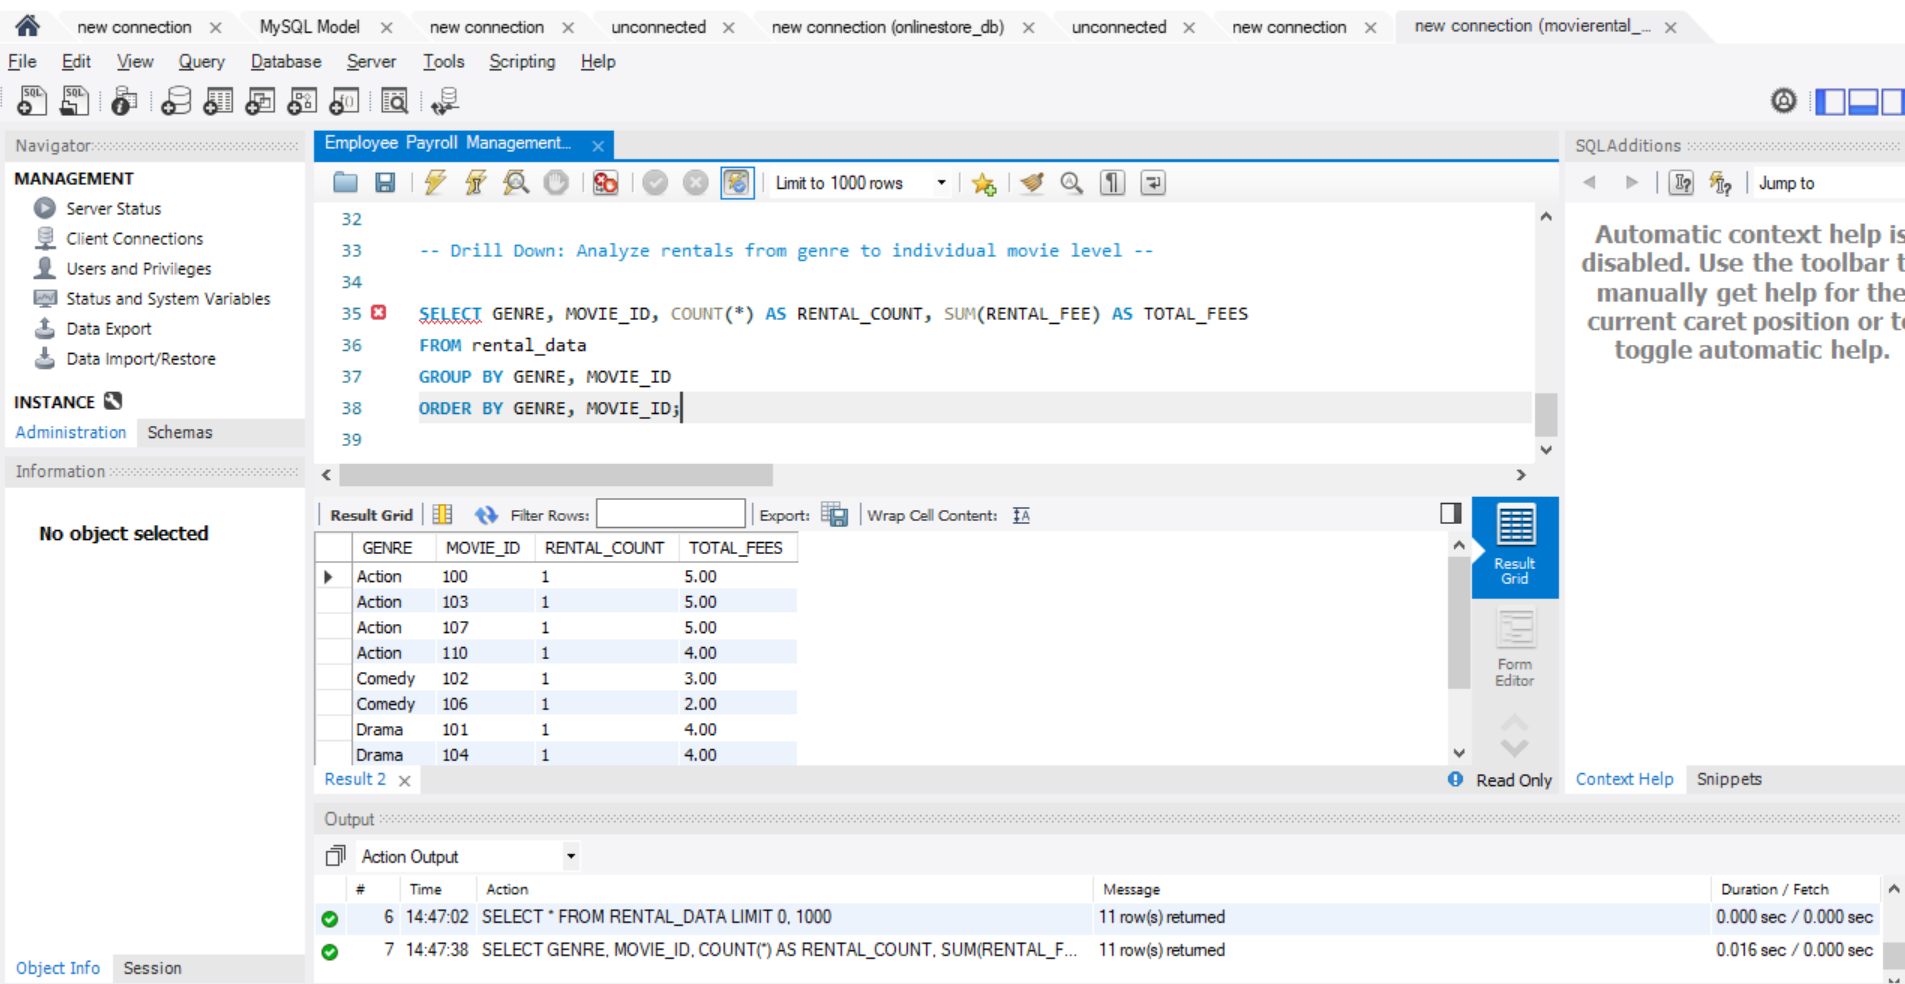 new connection × MySQL Model × new connection × unconnected × new connection (onlinestore_db) × unconnected × new connection × new connection (movierental_... ×
File Edit View Query Database Server Tools Scripting Help
Navigator
MANAGEMENT
Server Status
Client Connections
Users and Privileges
Status and System Variables
Data Export
Data Import/Restore
INSTANCE
Administration Schemas
Information
No object selected
Object Info Session
Employee Payroll Management... ×
Limit to 1000 rows
32
33 -- Drill Down: Analyze rentals from genre to individual movie level --
34
35 SELECT GENRE, MOVIE_ID, COUNT(*) AS RENTAL_COUNT, SUM(RENTAL_FEE) AS TOTAL_FEES
36 FROM rental_data
37 GROUP BY GENRE, MOVIE_ID
38 ORDER BY GENRE, MOVIE_ID;
39
Result Grid Filter Rows: Export: Wrap Cell Content:
GENRE MOVIE_ID RENTAL_COUNT TOTAL_FEES
Action 100 1 5.00
Action 103 1 5.00
Action 107 1 5.00
Action 110 1 4.00
Comedy 102 1 3.00
Comedy 106 1 2.00
Drama 101 1 4.00
Drama 104 1 4.00
Result
Grid
Form
Editor
Result 2 × Read Only
SQLAdditions
Jump to
Automatic context help is
disabled. Use the toolbar t
manually get help for the
current caret position or t
toggle automatic help.
Context Help Snippets
Output
Action Output
# Time Action Message Duration / Fetch
6 14:47:02 SELECT * FROM RENTAL_DATA LIMIT 0, 1000 11 row(s) returned 0.000 sec / 0.000 sec
7 14:47:38 SELECT GENRE, MOVIE_ID, COUNT(*) AS RENTAL_COUNT, SUM(RENTAL_F... 11 row(s) returned 0.016 sec / 0.000 sec